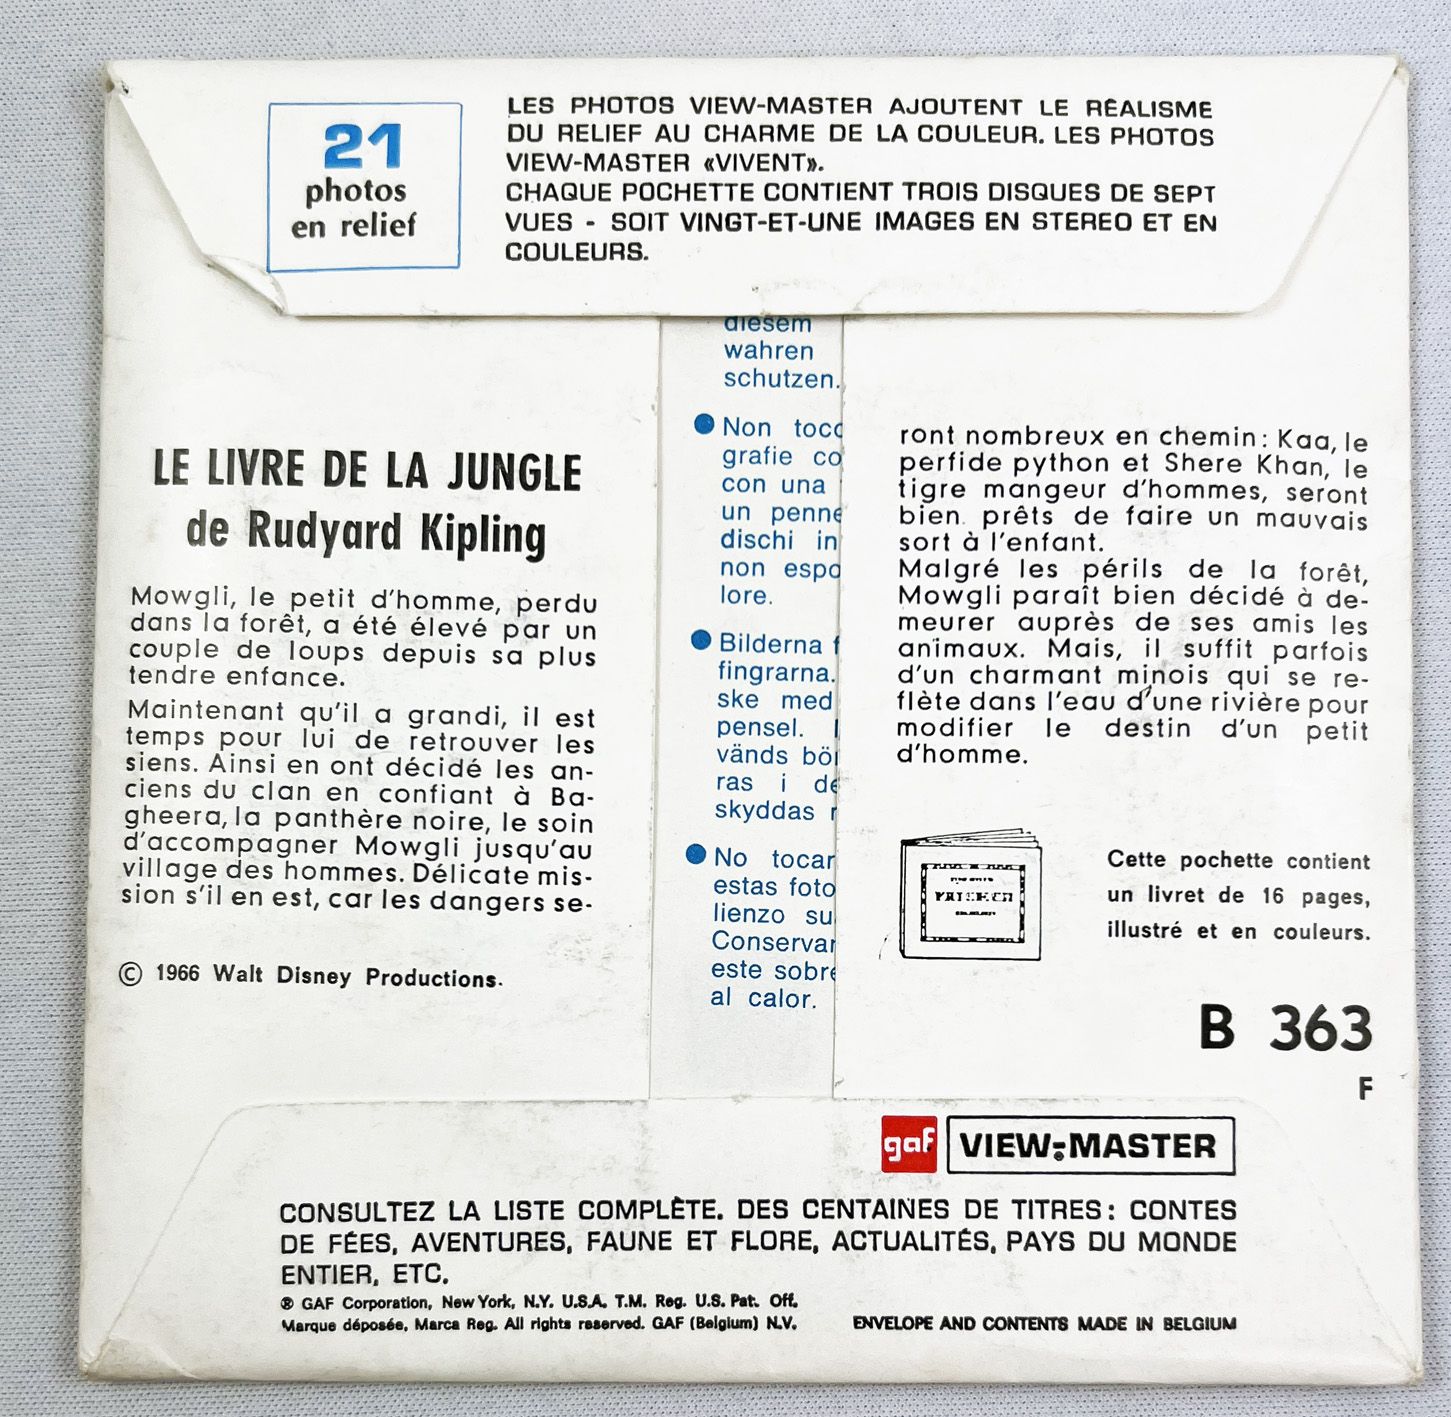 21
photos
en relief
LES PHOTOS VIEW-MASTER AJOUTENT LE RÉALISME
DU RELIEF AU CHARME DE LA COULEUR. LES PHOTOS
VIEW-MASTER «VIVENT».
CHAQUE POCHETTE CONTIENT TROIS DISQUES DE SEPT
VUES - SOIT VINGT-ET-UNE IMAGES EN STEREO ET EN
COULEURS.
LE LIVRE DE LA JUNGLE
de Rudyard Kipling
Mowgli, le petit d'homme, perdu
dans la forêt, a été élevé par un
couple de loups depuis sa plus
tendre enfance.
Maintenant qu'il a grandi, il est
temps pour lui de retrouver les
siens. Ainsi en ont décidé les an-
ciens du clan en confiant à Ba-
gheera, la panthère noire, le soin
d'accompagner Mowgli jusqu'au
village des hommes. Délicate mis-
sion s'il en est, car les dangers se-
© 1966 Walt Disney Productions.
diesem
wahren
schutzen.
● Non tocc
grafie co
con una
un penne
dischi in
non espo
lore.
● Bilderna f
fingrarna.
ske med
pensel.
vänds bör
ras i de
skyddas
● No tocar
estas foto
lienzo su
Conservar
este sobre
al calor.
ront nombreux en chemin: Kaa, le
perfide python et Shere Khan, le
tigre mangeur d'hommes, seront
bien prêts de faire un mauvais
sort à l'enfant.
Malgré les périls de la forêt,
Mowgli paraît bien décidé à de-
meurer auprès de ses amis les
animaux. Mais, il suffit parfois
d'un charmant minois qui se re-
flète dans l'eau d'une rivière pour
modifier le destin d'un petit
d'homme.
Cette pochette contient
un livret de 16 pages,
illustré et en couleurs.
B 363
F
gaf VIEW-MASTER
CONSULTEZ LA LISTE COMPLÈTE. DES CENTAINES DE TITRES: CONTES
DE FÉES, AVENTURES, FAUNE ET FLORE, ACTUALITÉS, PAYS DU MONDE
ENTIER, ETC.
® GAF Corporation, New York, N.Y. U.S.A. T.M. Reg. U.S. Pat. Off.
Marque déposée, Marca Reg. All rights reserved. GAF (Belgium) N.V.
ENVELOPE AND CONTENTS MADE IN BELGIUM